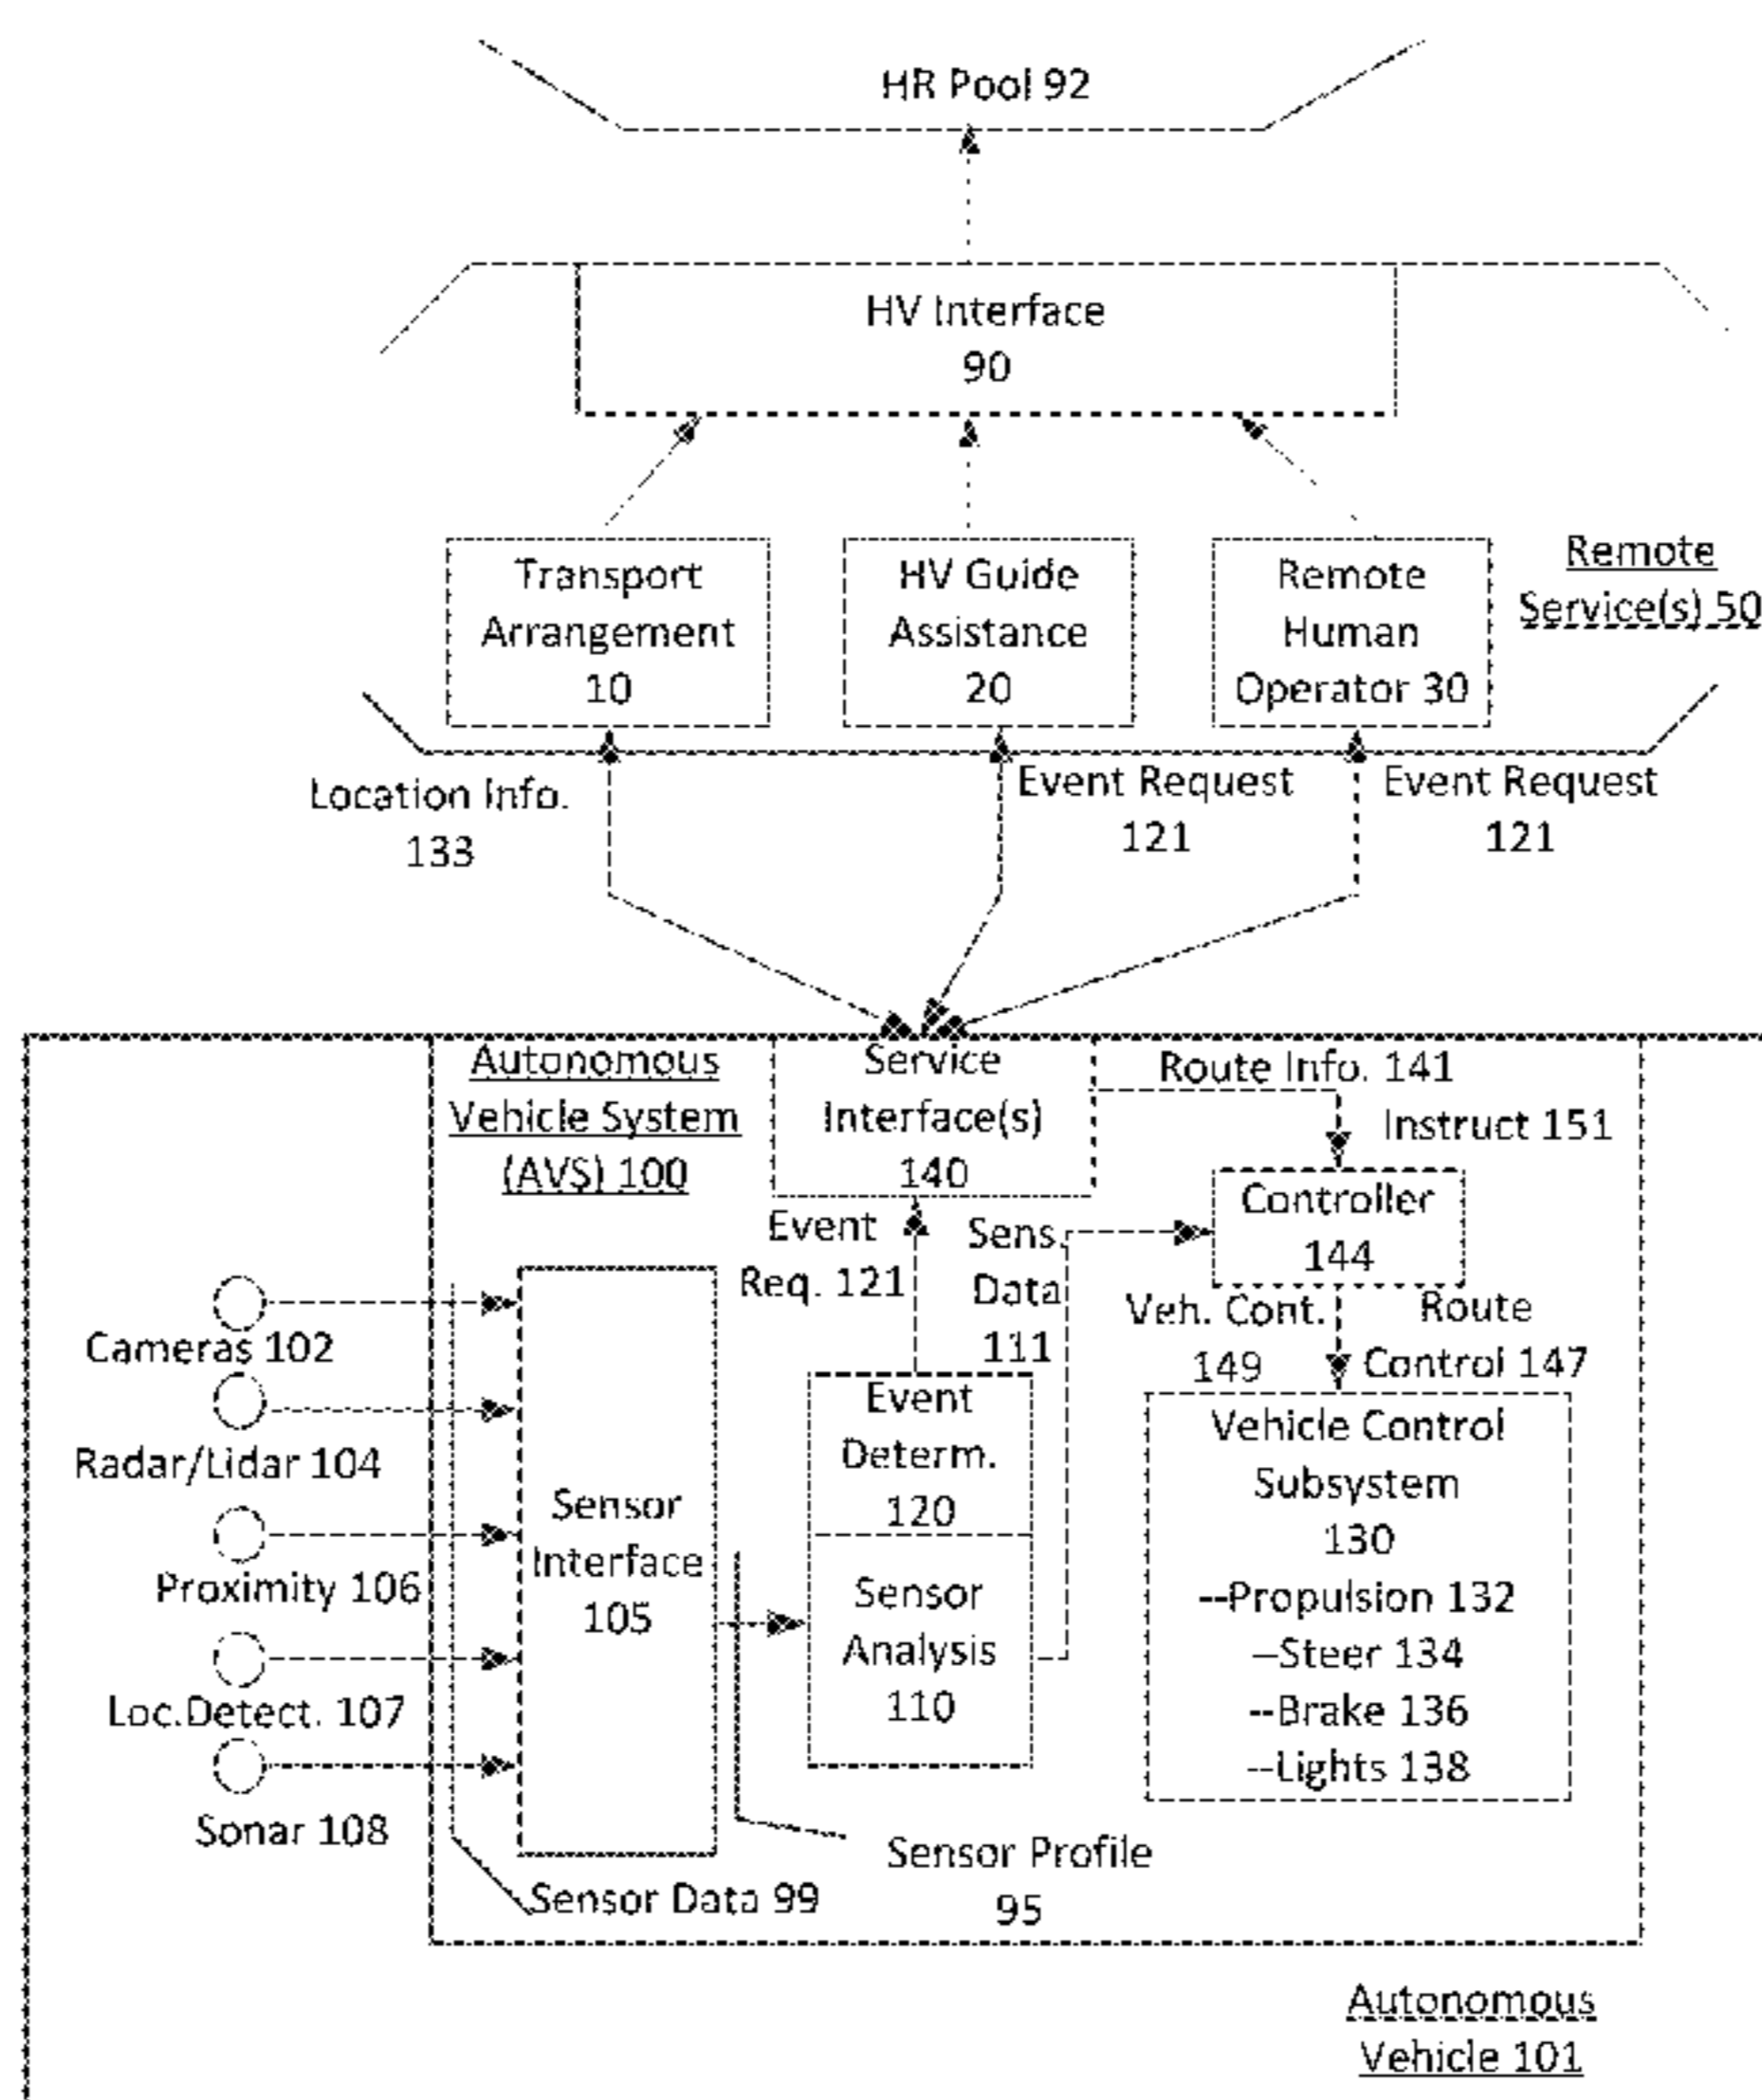 HR Pool 92
HV Interface
90
Transport
Arrangement
10
HV Guide
Assistance
20
Remote
Human
Operator 30
Remote
Service(s) 50
Location Info.
133
Event Request
121
Event Request
121
Autonomous
Vehicle System
(AVS) 100
Service
Interface(s)
140
Route Info. 141
Instruct 151
Controller
144
Event
Req. 121
Sens.
Data
111
Veh. Cont.
149
Route
Control 147
Cameras 102
Radar/Lidar 104
Proximity 106
Loc.Detect. 107
Sonar 108
Sensor
Interface
105
Event
Determ.
120
Sensor
Analysis
110
Vehicle Control
Subsystem
130
--Propulsion 132
--Steer 134
--Brake 136
--Lights 138
Sensor Data 99
Sensor Profile
95
Autonomous
Vehicle 101